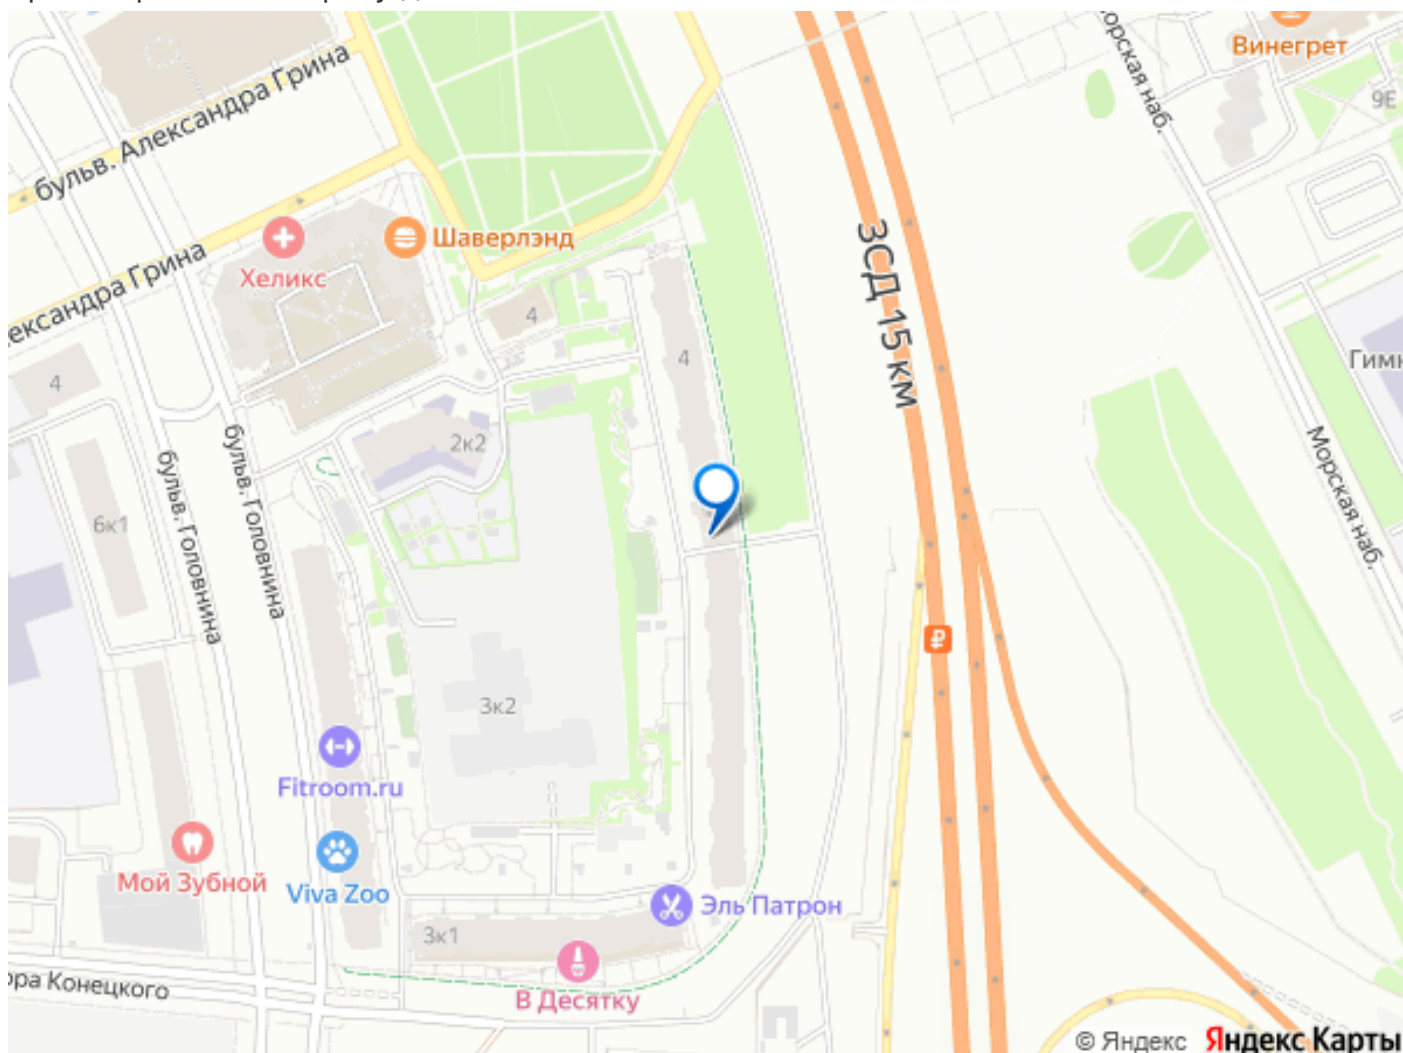 бульв. Александра Грина
орская наб.
Винегрет
9Е
Хеликс
Шаверлэнд
ександра Грина
4
4
4
ЗСД 15 км
Гимн
2к2
6к1
бульв. Головнина
бульв. Головнина
Морская наб.
3к2
₽
Fitroom.ru
Мой Зубной
Viva Zoo
Эль Патрон
3к1
В Десятку
ора Конецкого
© Яндекс Яндекс Карты